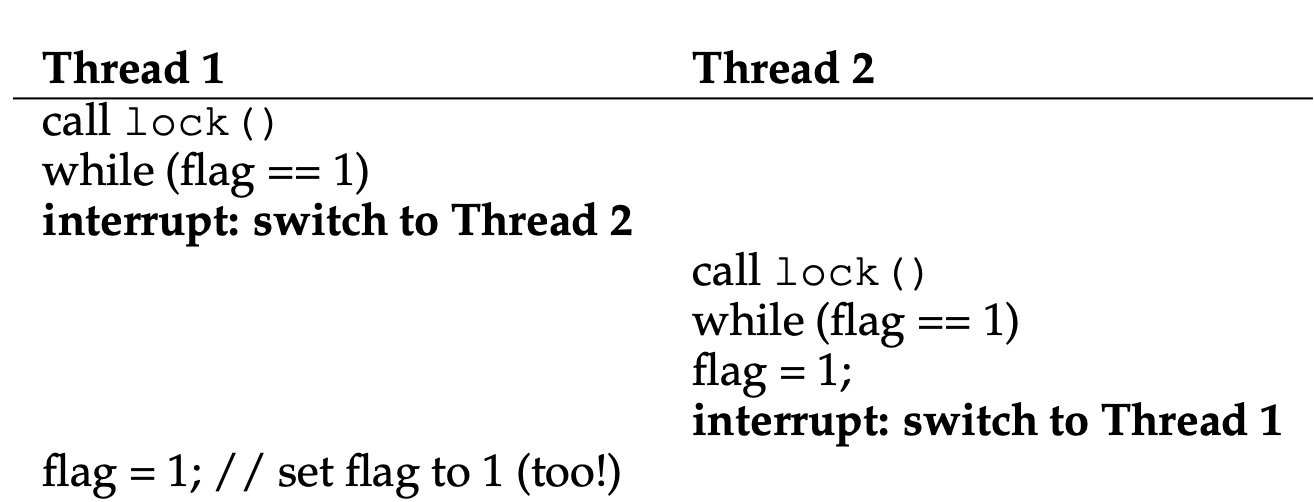 Thread 1 Thread 2
call lock()
while (flag == 1)
interrupt: switch to Thread 2
call lock()
while (flag == 1)
flag = 1;
interrupt: switch to Thread 1
flag = 1; // set flag to 1 (too!)